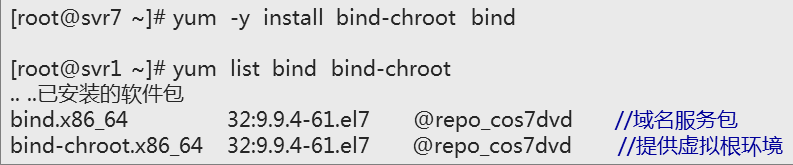 [root@svr7 ~]# yum -y install bind-chroot bind
[root@svr1 ~]# yum list bind bind-chroot
.. ..已安装的软件包
bind.x86_64 32:9.9.4-61.el7 @repo_cos7dvd //域名服务包
bind-chroot.x86_64 32:9.9.4-61.el7 @repo_cos7dvd //提供虚拟根环境